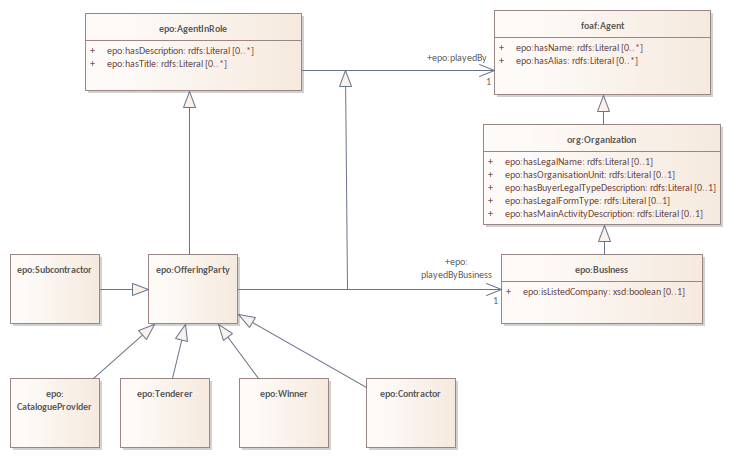 epo:AgentInRole
+ epo:hasDescription: rdfs:Literal [0..*]
+ epo:hasTitle: rdfs:Literal [0..*]
+epo:playedBy
1
foaf:Agent
+ epo:hasName: rdfs:Literal [0..*]
+ epo:hasAlias: rdfs:Literal [0..*]
org:Organization
+ epo:hasLegalName: rdfs:Literal [0..1]
+ epo:hasOrganisationUnit: rdfs:Literal [0..1]
+ epo:hasBuyerLegalTypeDescription: rdfs:Literal [0..1]
+ epo:hasLegalFormType: rdfs:Literal [0..1]
+ epo:hasMainActivityDescription: rdfs:Literal [0..1]
epo:Subcontractor
epo:OfferingParty
+epo:
playedByBusiness
1
epo:Business
+ epo:isListedCompany: xsd:boolean [0..1]
epo:
CatalogueProvider
epo:Tenderer
epo:Winner
epo:Contractor